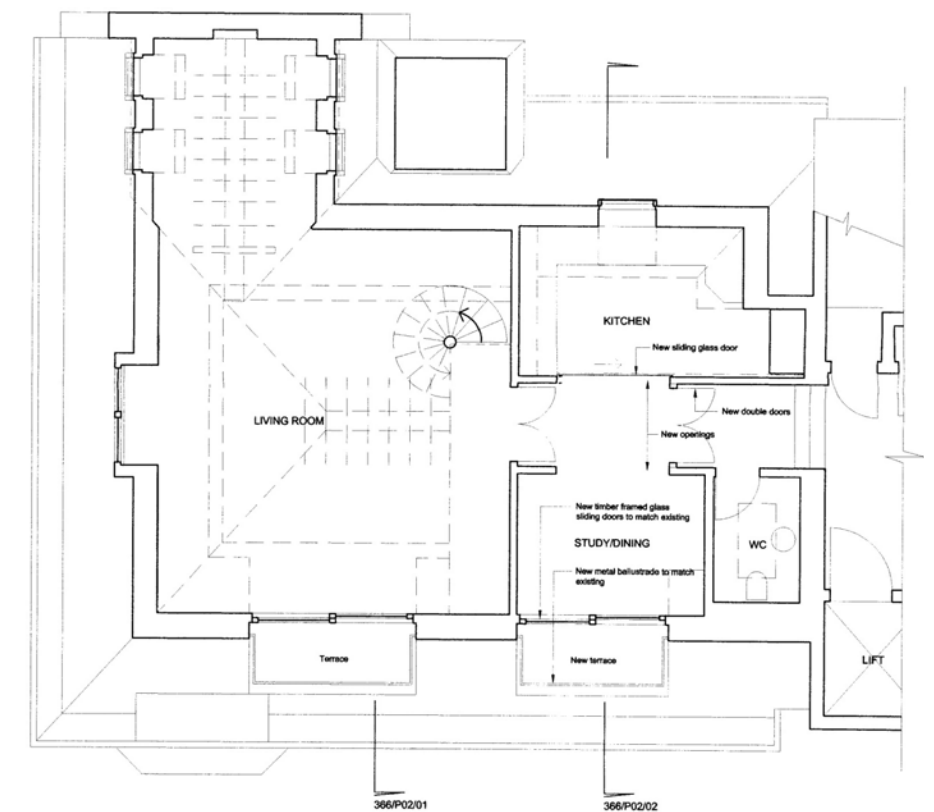 KITCHEN
New sliding glass door
New double doors
LIVING ROOM
New openings
New timber framed glass
sliding doors to match existing
STUDY/DINING
WC
New metal ballustrade to match
existing
Terrace
New terrace
LIFT
366/P02/01
366/P02/02